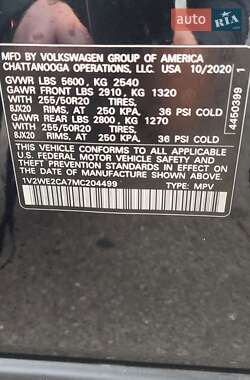 AUTO
RIA
MFD BY VOLKSWAGEN GROUP OF AMERICA
CHATTANOOGA OPERATIONS, LLC. USA 10/2020
GVWR LBS 5600, KG 2540
GAWR FRONT LBS 2910, KG 1320
WITH 255/50R20 TIRES,
8JX20 RIMS, AT 250 KPA, 36 PSI COLD
GAWR REAR LBS 2800, KG 1270
WITH 255/50R20 TIRES,
8JX20 RIMS, AT 250 KPA, 36 PSI COLD
THIS VEHICLE CONFORMS TO ALL APPLICABLE
U.S. FEDERAL MOTOR VEHICLE SAFETY AND
THEFT PREVENTION STANDARDS IN EFFECT ON
THE DATE OF MANUFACTURE SHOWN ABOVE.
1V2WE2CA7MC204499 TYPE: MPV
4450399
1